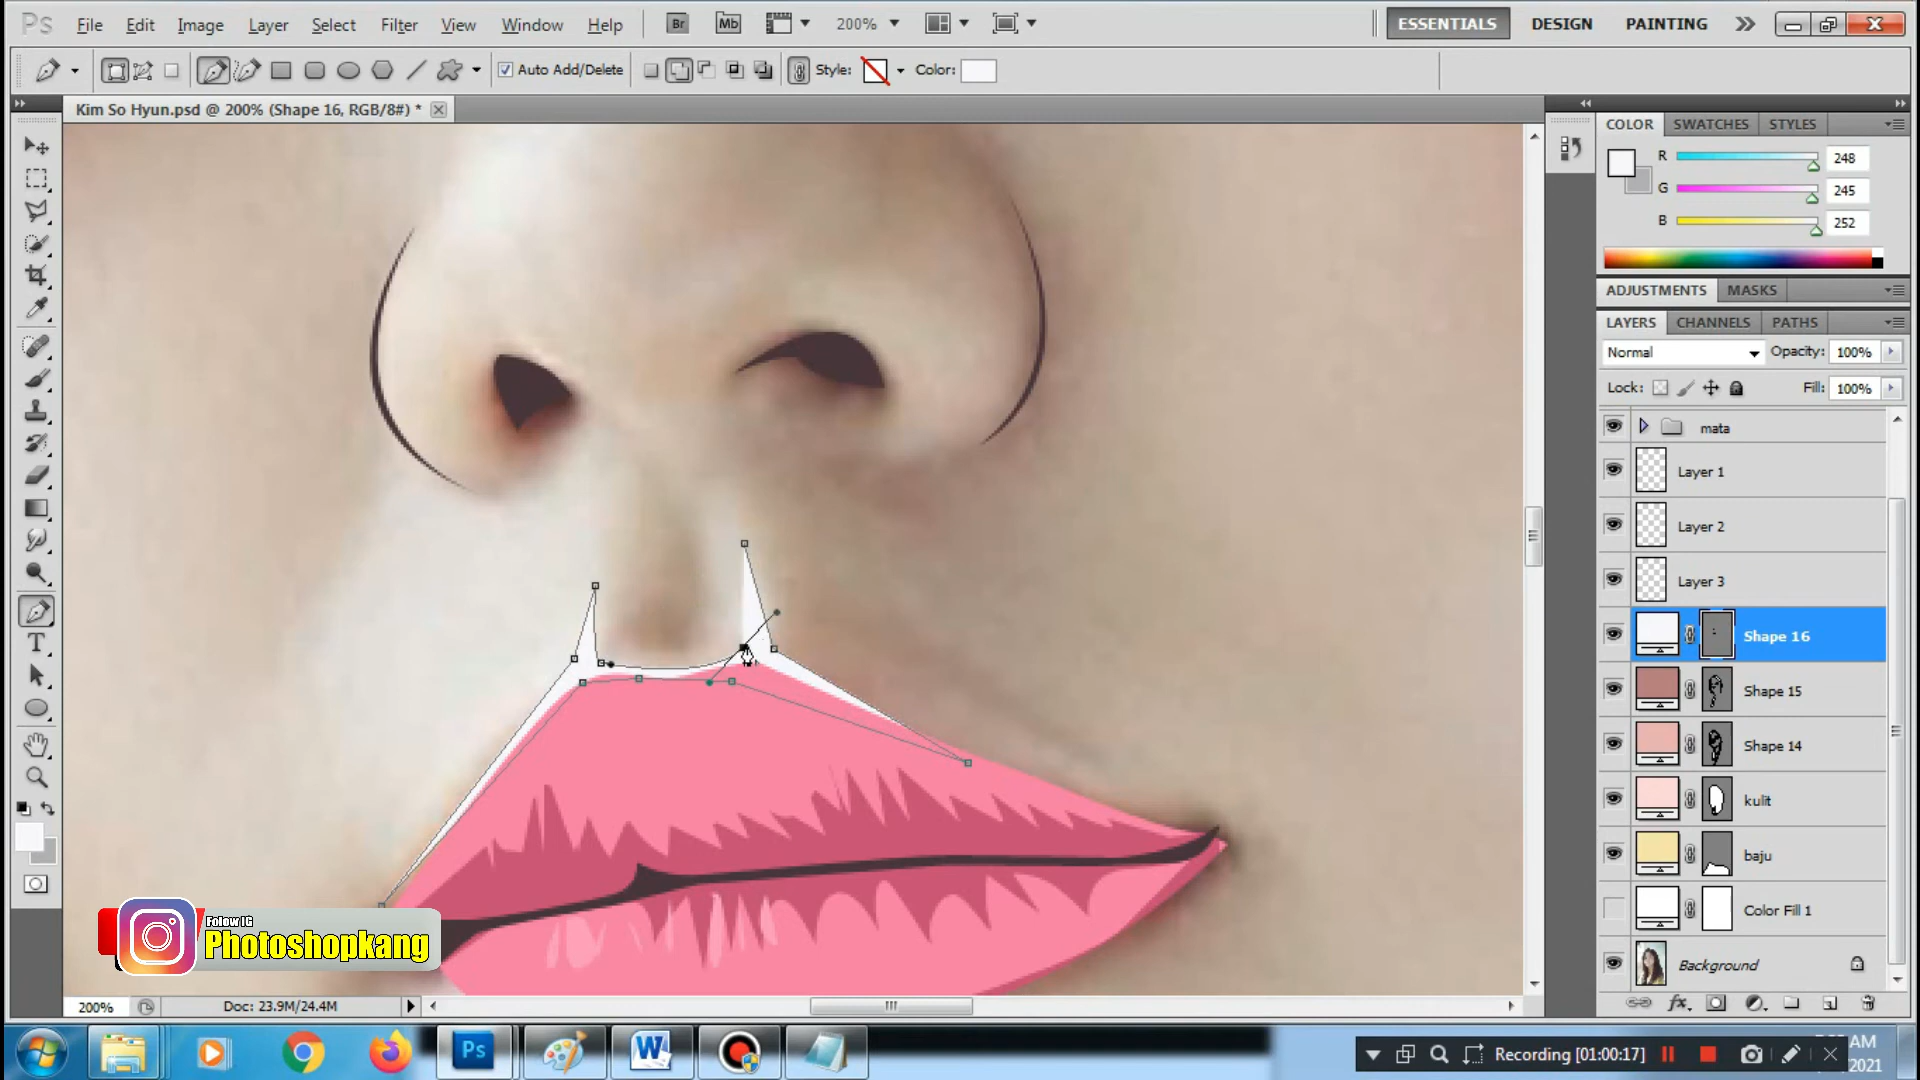 Ps File Edit Image Layer Select Filter View Window Help Br Mb 200% ESSENTIALS DESIGN PAINTING
Auto Add/Delete Style: Color:
Kim So Hyun.psd @ 200% (Shape 16, RGB/8#) *
COLOR SWATCHES STYLES
R 248
G 245
B 252
ADJUSTMENTS MASKS
LAYERS CHANNELS PATHS
Normal Opacity: 100%
Lock: Fill: 100%
mata
Layer 1
Layer 2
Layer 3
Shape 16
Shape 15
Shape 14
kulit
baju
Color Fill 1
Background
T
Folow IG
Photoshopkang
200% Doc: 23.9M/24.4M
fx
Ps W
Recording [01:00:17]
AM
/2021